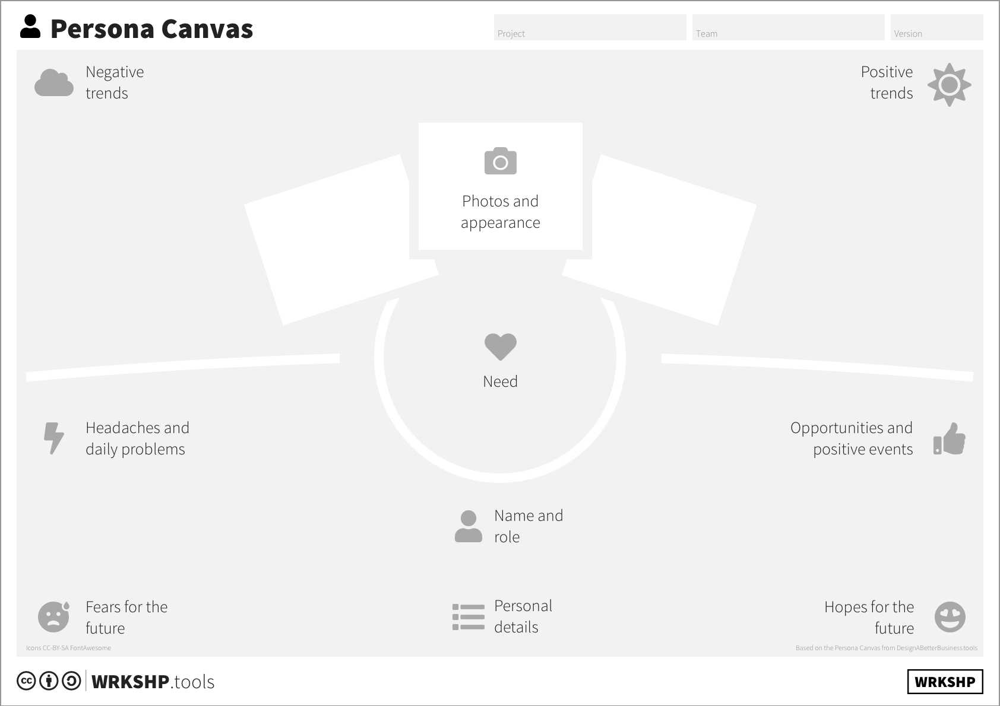 Persona Canvas
Project
Team
Version
Negative
trends
Positive
trends
Photos and
appearance
Need
Headaches and
daily problems
Opportunities and
positive events
Name and
role
Fears for the
future
Personal
details
Hopes for the
future
Icons CC-BY-SA FontAwesome
Based on the Persona Canvas from DesignABetterBusiness.tools
cc
WRKSHP.tools
WRKSHP